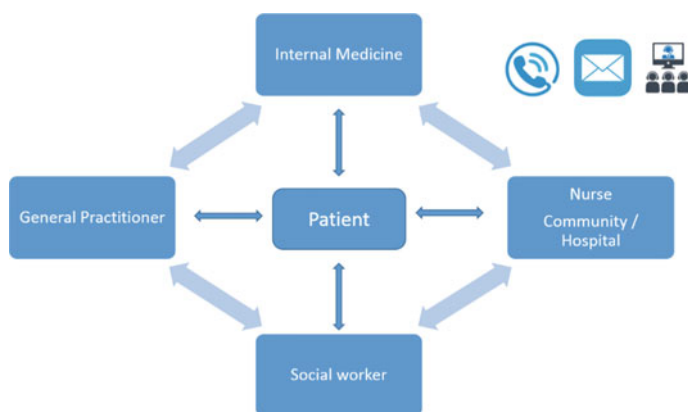 Internal Medicine
General Practitioner
Patient
Nurse
Community /
Hospital
Social worker